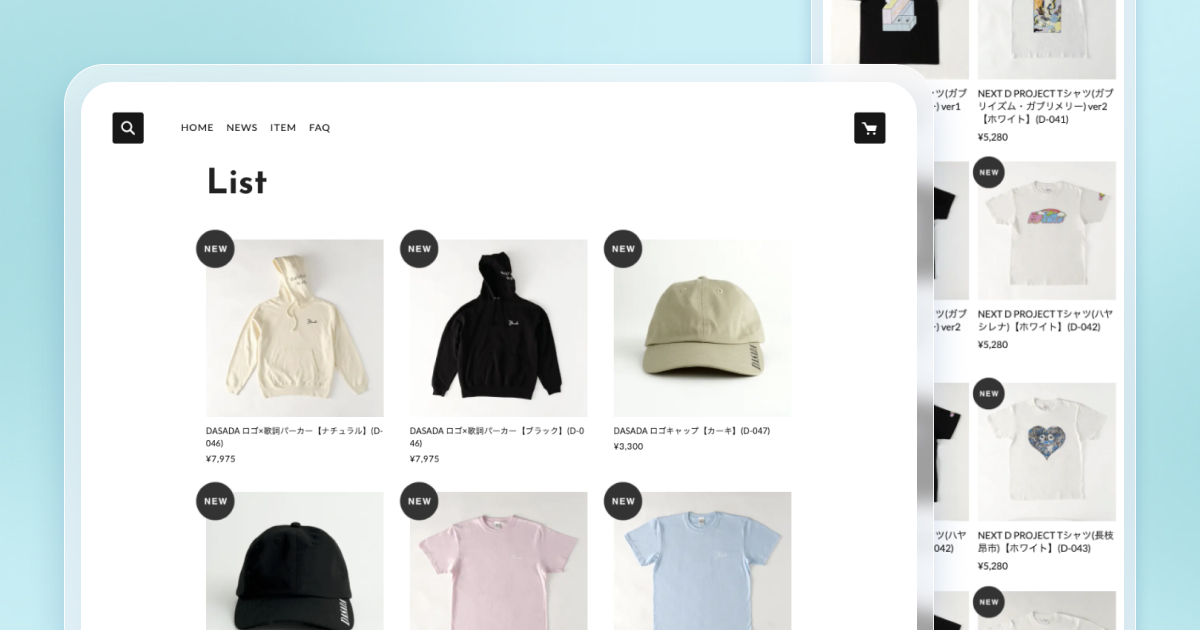 HOME NEWS ITEM FAQ
List
NEW
NEW
NEW
DASADA ロゴ×歌詞パーカー【ナチュラル】(D-
046)
¥7,975
DASADA ロゴ×歌詞パーカー【ブラック】(D-0
46)
¥7,975
DASADA ロゴキャップ【カーキ】(D-047)
¥3,300
NEW
NEW
NEW
DASADA
DASADA
ツ(ガブ
) ver1
NEXT D PROJECT Tシャツ(ガブ
リイズム・ガブリメリー) ver2
【ホワイト】(D-041)
¥5,280
NEW
ツ(ガブ
) ver2
NEXT D PROJECT Tシャツ(ハヤ
シレナ)【ホワイト】(D-042)
¥5,280
NEW
ツ(ハヤ
042)
NEXT D PROJECT Tシャツ(長枝
昂市)【ホワイト】(D-043)
¥5,280
NEW